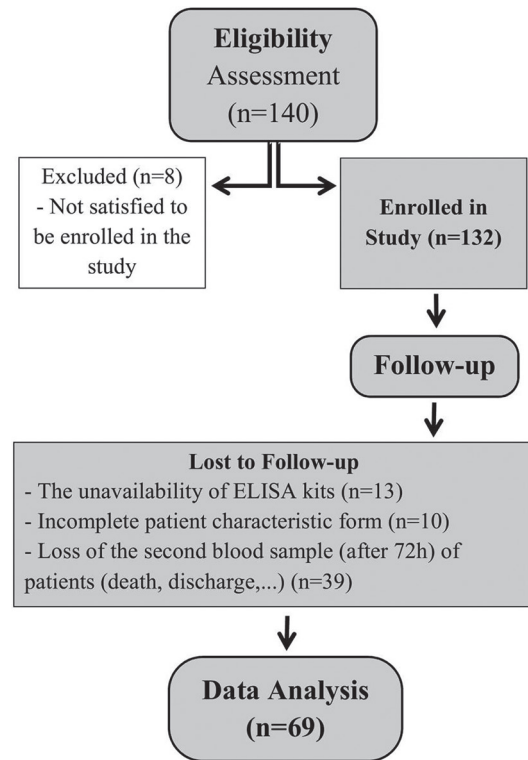 Eligibility
Assessment
(n=140)
Excluded (n=8)
- Not satisfied to
be enrolled in the
study
Enrolled in
Study (n=132)
Follow-up
Lost to Follow-up
- The unavailability of ELISA kits (n=13)
- Incomplete patient characteristic form (n=10)
- Loss of the second blood sample (after 72h) of
patients (death, discharge,...) (n=39)
Data Analysis
(n=69)